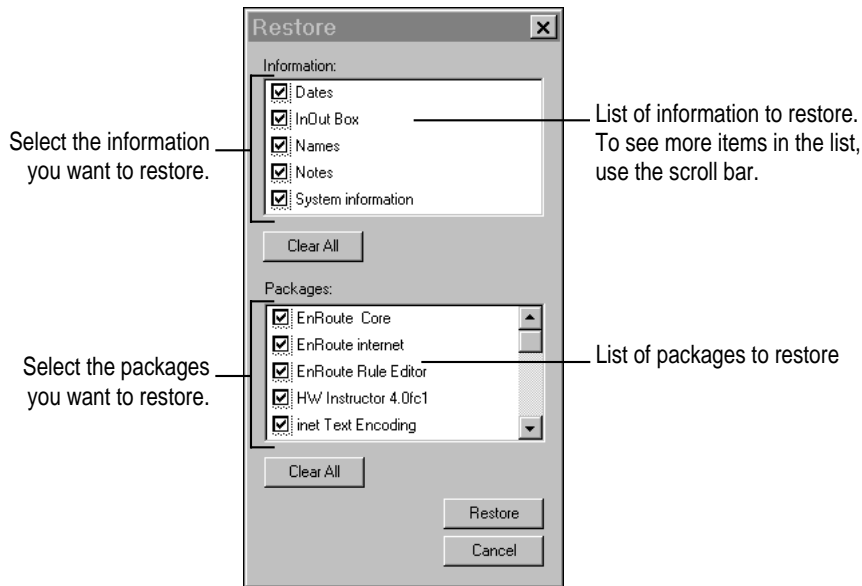 Restore
Information:
Dates
InOut Box
Names
Notes
System information
Select the information
you want to restore.
List of information to restore.
To see more items in the list,
use the scroll bar.
Clear All
Packages:
EnRoute Core
EnRoute internet
EnRoute Rule Editor
HW Instructor 4.0fc1
inet Text Encoding
Select the packages
you want to restore.
List of packages to restore
Clear All
Restore
Cancel